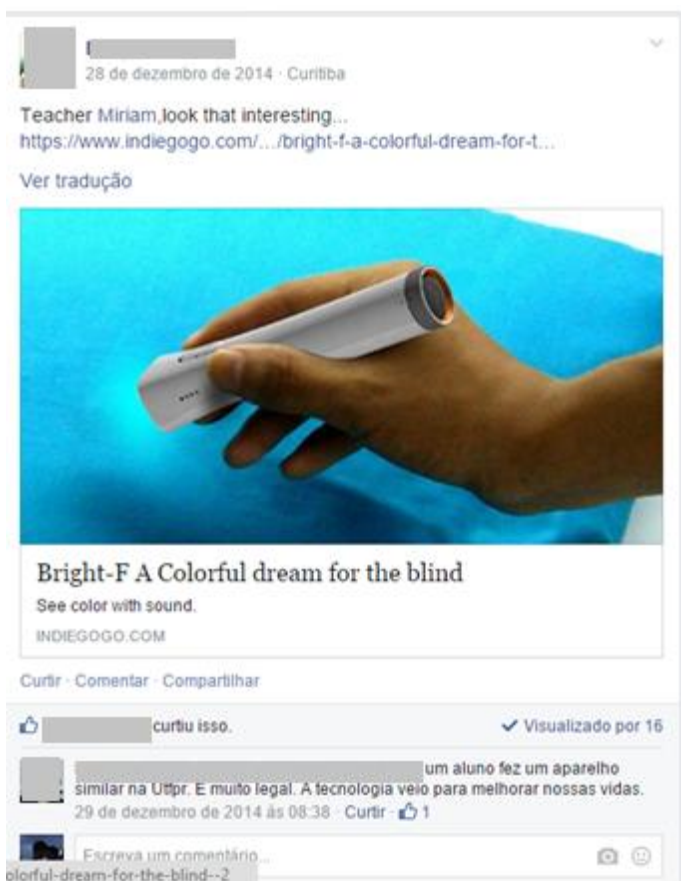 28 de dezembro de 2014 · Curitiba
Teacher Miriam,look that interesting...
https://www.indiegogo.com/.../bright-f-a-colorful-dream-for-t...
Ver tradução
Bright-F A Colorful dream for the blind
See color with sound.
INDIEGOGO.COM
Curtir · Comentar · Compartilhar
curtiu isso.
Visualizado por 16
um aluno fez um aparelho
similar na Utfpr. E muito legal. A tecnologia veio para melhorar nossas vidas.
29 de dezembro de 2014 às 08:38 · Curtir · 1
Escreva um comentário...
olorful-dream-for-the-blind--2